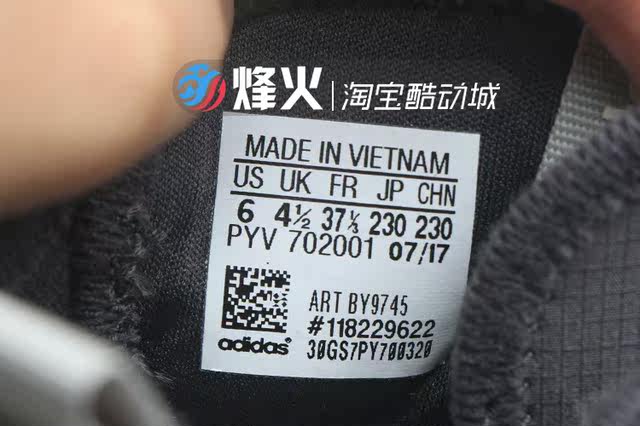 烽火 | 淘宝酷动城
MADE IN VIETNAM
US UK FR JP CHN
6 4½ 37⅓ 230 230
PYV 702001 07/17
ART BY9745
#118229622
adidas® 30GS7PY700320